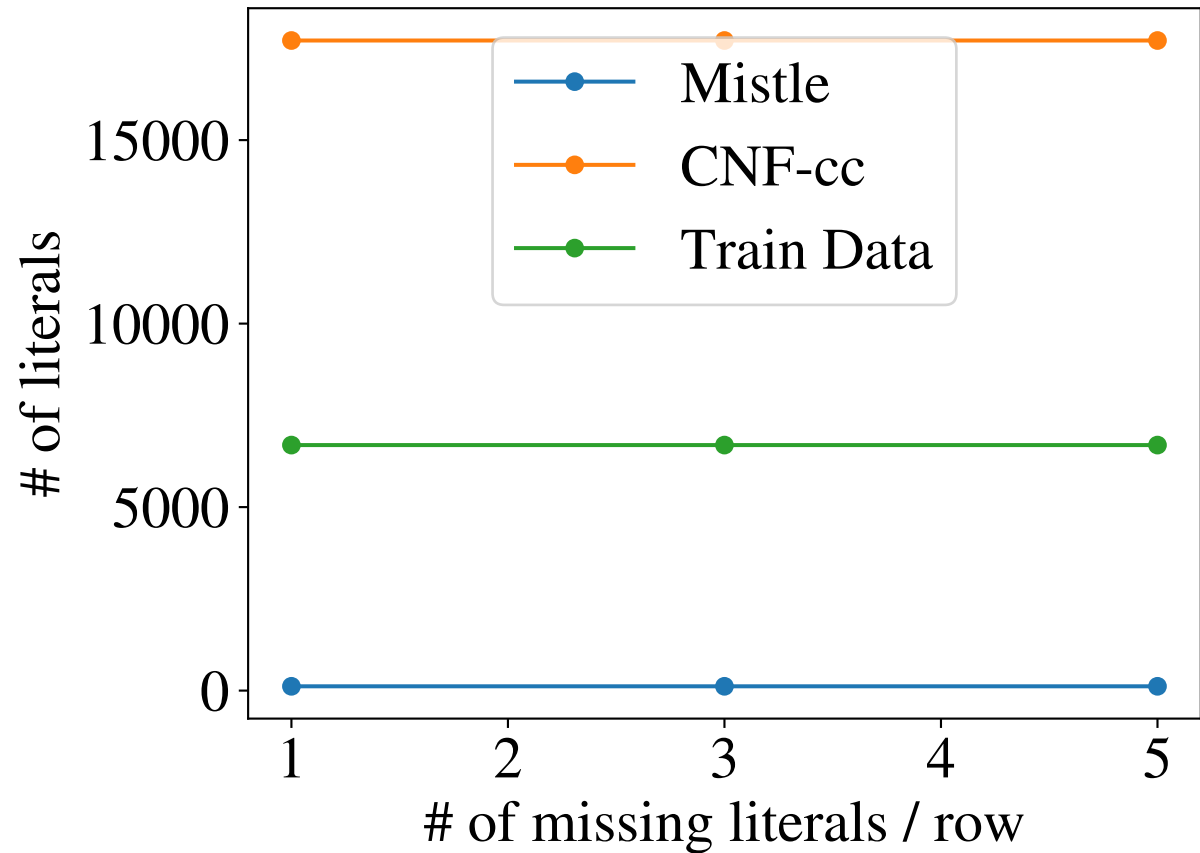 # of literals
15000
10000
5000
0
Mistle
CNF-cc
Train Data
1 2 3 4 5
# of missing literals / row